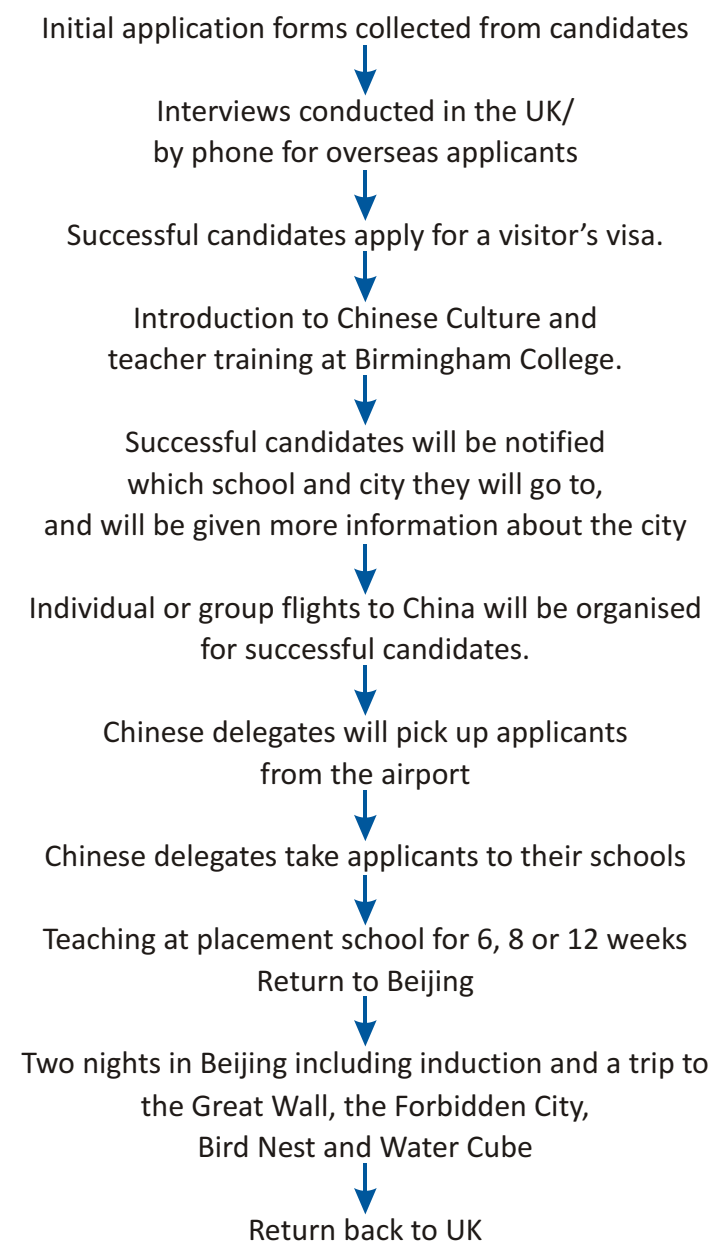 Initial application forms collected from candidates
Interviews conducted in the UK/
by phone for overseas applicants
Successful candidates apply for a visitor's visa.
Introduction to Chinese Culture and
teacher training at Birmingham College.
Successful candidates will be notified
which school and city they will go to,
and will be given more information about the city
Individual or group flights to China will be organised
for successful candidates.
Chinese delegates will pick up applicants
from the airport
Chinese delegates take applicants to their schools
Teaching at placement school for 6, 8 or 12 weeks
Return to Beijing
Two nights in Beijing including induction and a trip to
the Great Wall, the Forbidden City,
Bird Nest and Water Cube
Return back to UK